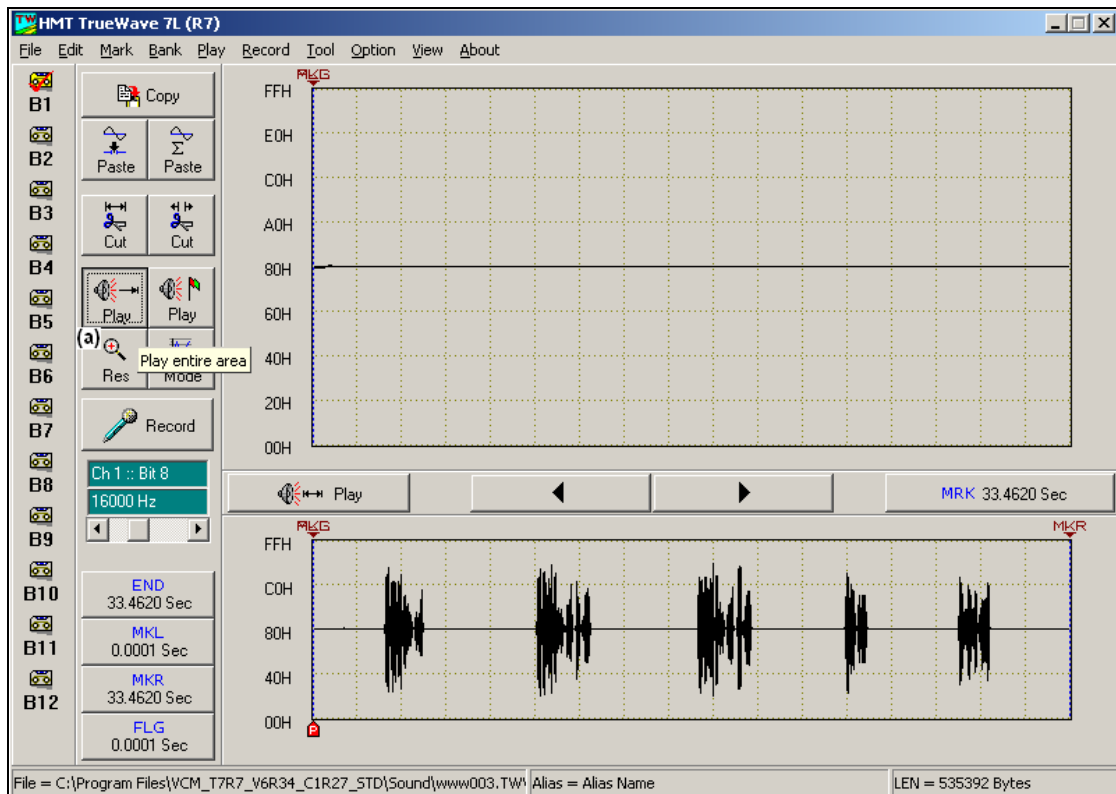 TW HMT TrueWave 7L (R7)
File Edit Mark Bank Play Record Tool Option View About
B1
B2
B3
B4
B5
B6
B7
B8
B9
B10
B11
B12
Copy
Paste Paste
Cut Cut
Play Play
(a)
Play entire area
Res Mode
Record
Ch 1 :: Bit 8
16000 Hz
END
33.4620 Sec
MKL
0.0001 Sec
MKR
33.4620 Sec
FLG
0.0001 Sec
FFH
E0H
C0H
A0H
80H
60H
40H
20H
00H
Play
MRK 33.4620 Sec
MKR
FFH
C0H
80H
40H
00H
P
File = C:\Program Files\VCM_T7R7_V6R34_C1R27_STD\Sound\www003.TW
Alias = Alias Name
LEN = 535392 Bytes